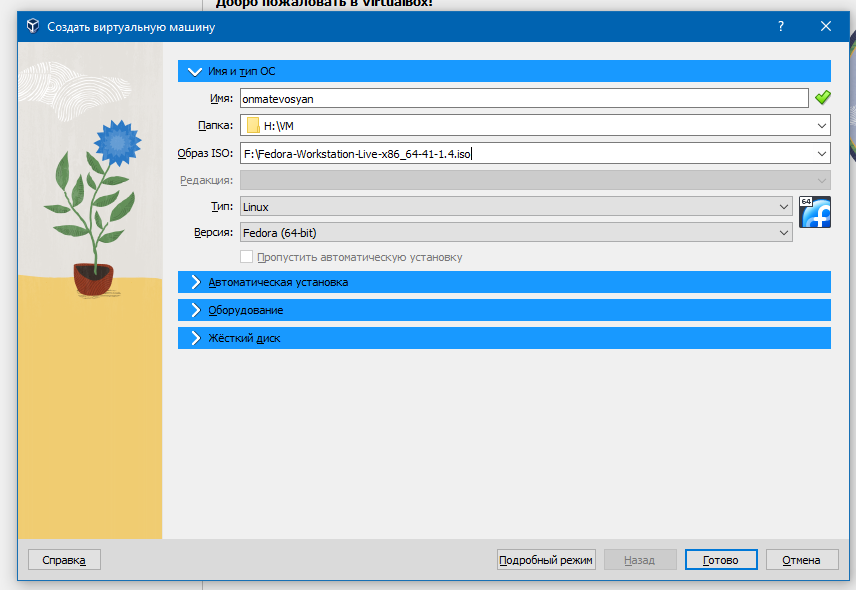 Добро пожаловать в VirtualBox!
Создать виртуальную машину
?
Имя и тип ОС
Имя: onmatevosyan
Папка: H:\VM
Образ ISO: F:\Fedora-Workstation-Live-x86_64-41-1.4.iso
Редакция:
Тип: Linux
64
Версия: Fedora (64-bit)
Пропустить автоматическую установку
Автоматическая установка
Оборудование
Жёсткий диск
Справка Подробный режим Назад Готово Отмена